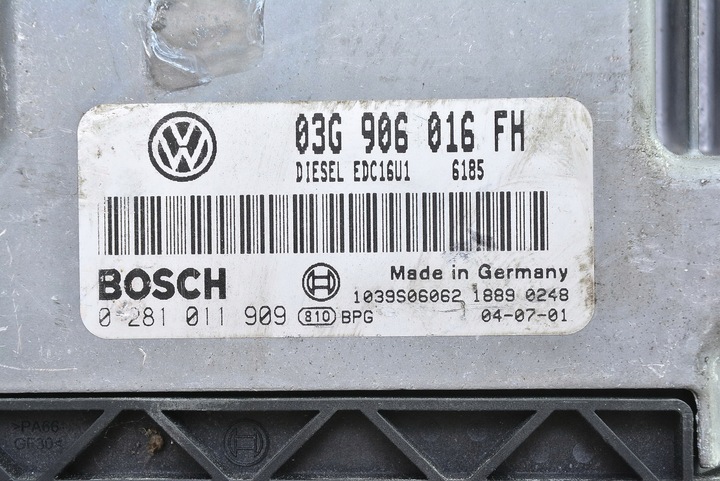 03G 906 016 FH
DIESEL EDC16U1 6185
BOSCH
Made in Germany
1039S06062 1889 0248
0 281 011 909 810 BPG 04-07-01
>PA66
GF30<